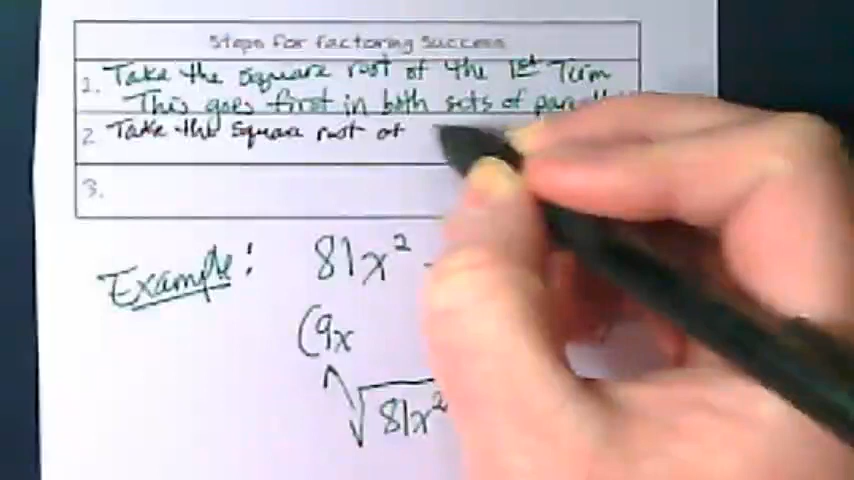 Steps for factoring Success
1. Take the square root of the 1st Term
This goes first in both sets of
2 Take the square root of
3.
Example: 81x² -
(9x
√81x²